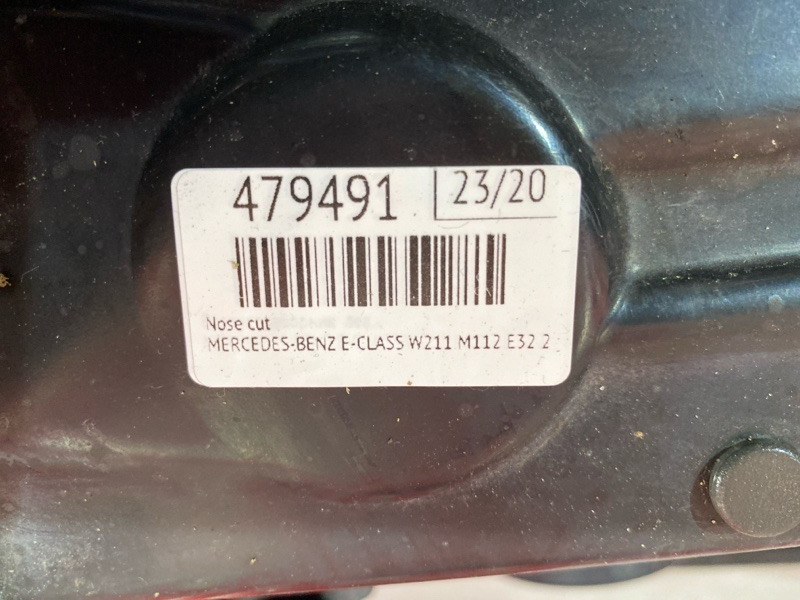 479491 23/20
Nose cut
MERCEDES-BENZ E-CLASS W211 M112 E32 2